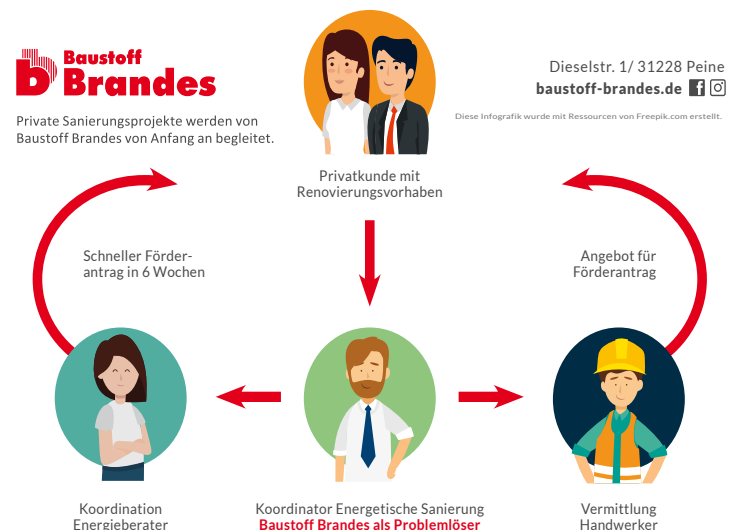 Baustoff
Brandes
Private Sanierungsprojekte werden von
Baustoff Brandes von Anfang an begleitet.
Dieselstr. 1/ 31228 Peine
baustoff-brandes.de
Diese Infografik wurde mit Ressourcen von Freepik.com erstellt.
Privatkunde mit
Renovierungsvorhaben
Schneller Förder-
antrag in 6 Wochen
Angebot für
Förderantrag
Koordination
Energieberater
Koordinator Energetische Sanierung
Baustoff Brandes als Problemlöser
Vermittlung
Handwerker